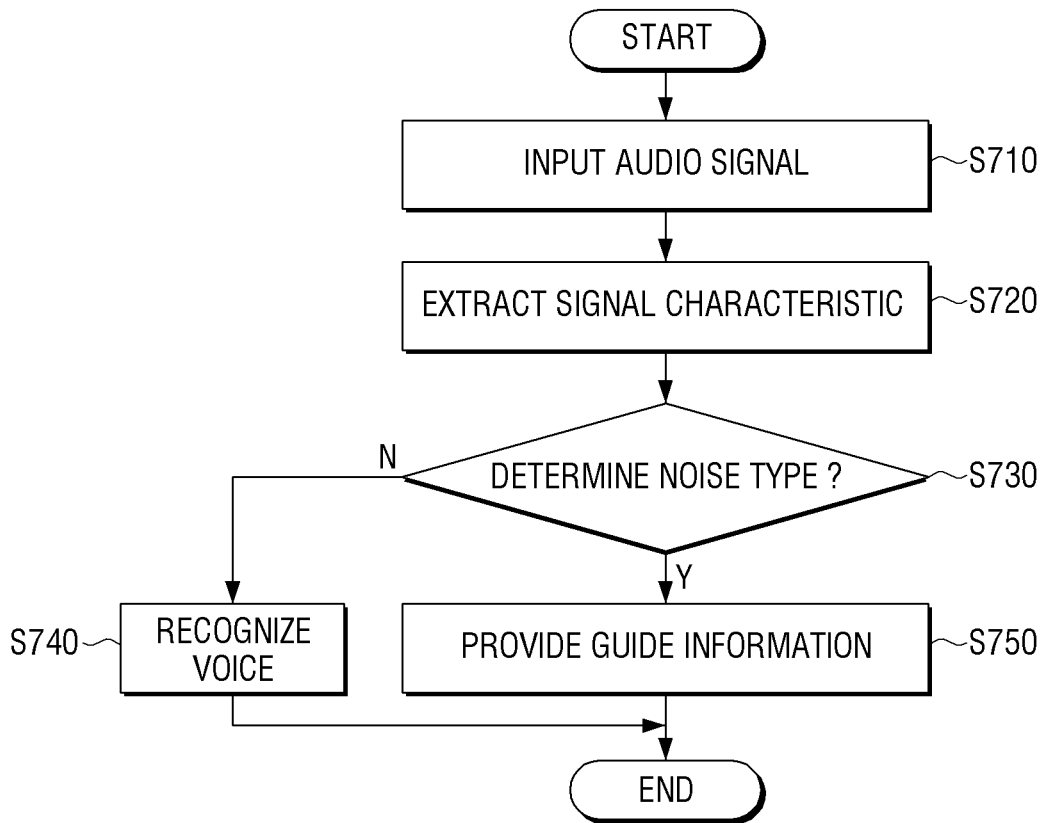 START
INPUT AUDIO SIGNAL
S710
EXTRACT SIGNAL CHARACTERISTIC
S720
N
DETERMINE NOISE TYPE ?
S730
Y
S740
RECOGNIZE
VOICE
PROVIDE GUIDE INFORMATION
S750
END